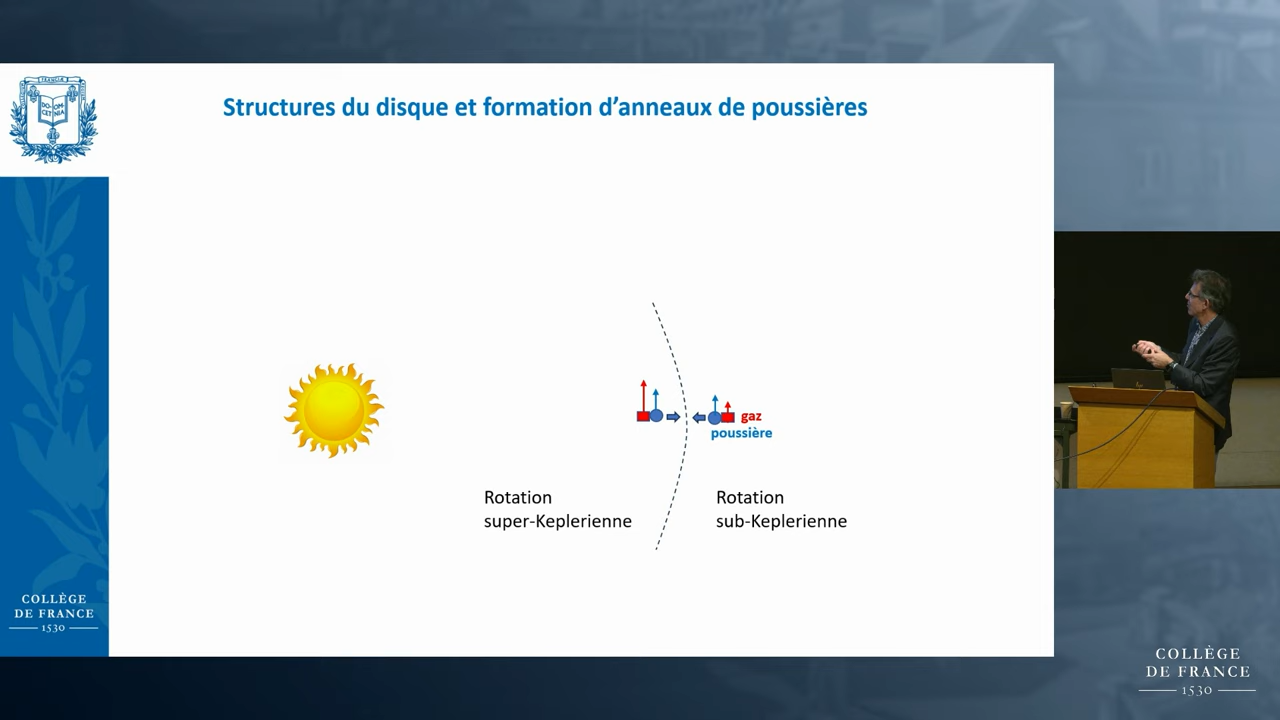 Structures du disque et formation d'anneaux de poussières
gaz
poussière
Rotation
super-Keplerienne
Rotation
sub-Keplerienne
COLLÈGE
DE FRANCE
1530
COLLÈGE
DE FRANCE
1530